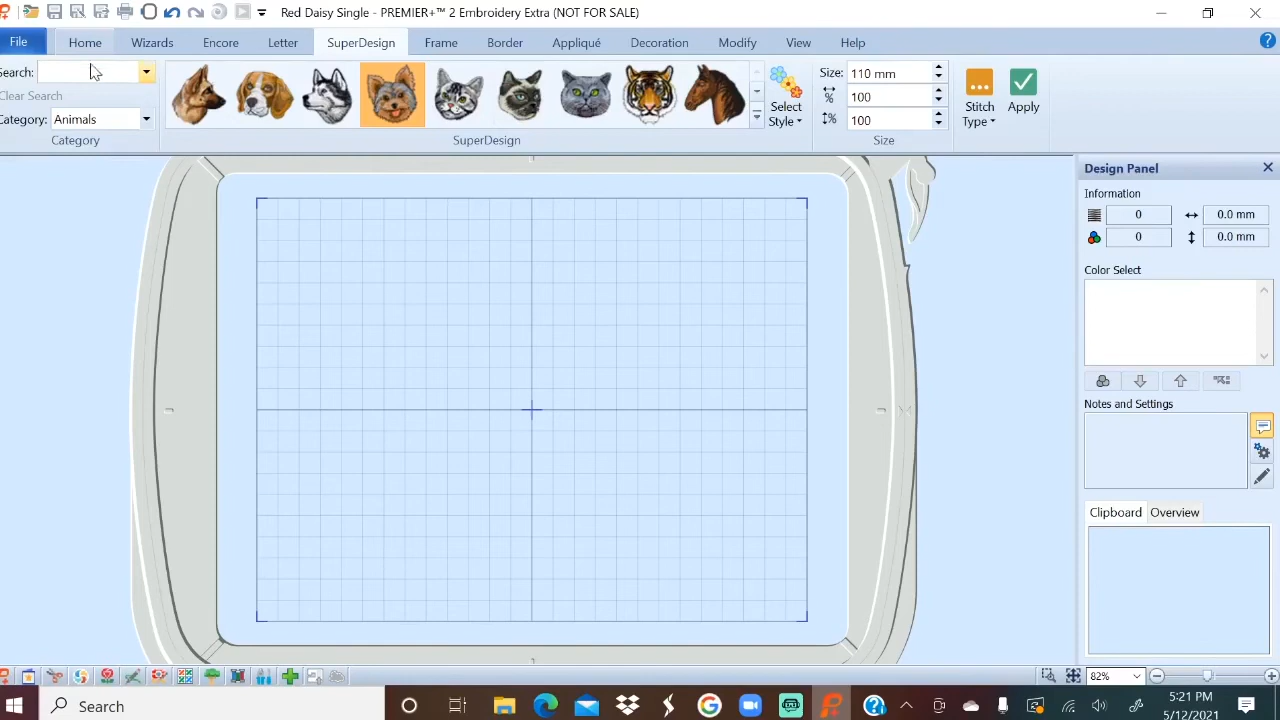 Red Daisy Single - PREMIER+™ 2 Embroidery Extra (NOT FOR SALE)
File Home Wizards Encore Letter SuperDesign Frame Border Appliqué Decoration Modify View Help
Search:
Clear Search
Category: Animals
Category
SuperDesign
Select Style
Size: 110 mm
% 100
% 100
Size
Stitch Type
Apply
Design Panel
Information
0 0.0 mm
0 0.0 mm
Color Select
Notes and Settings
Clipboard Overview
82%
Search
5:21 PM
5/12/2021